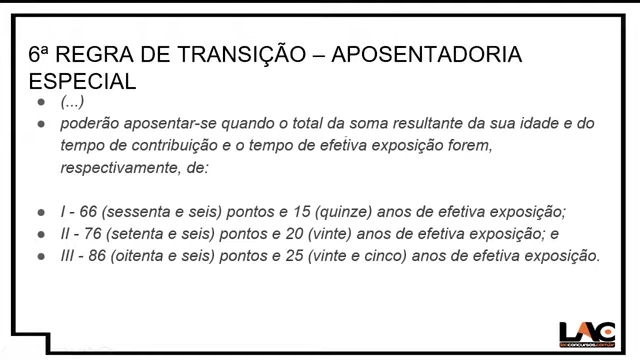 6ª REGRA DE TRANSIÇÃO – APOSENTADORIA
ESPECIAL
● (...)
● poderão aposentar-se quando o total da soma resultante da sua idade e do
tempo de contribuição e o tempo de efetiva exposição forem,
respectivamente, de:
● I - 66 (sessenta e seis) pontos e 15 (quinze) anos de efetiva exposição;
● II - 76 (setenta e seis) pontos e 20 (vinte) anos de efetiva exposição; e
● III - 86 (oitenta e seis) pontos e 25 (vinte e cinco) anos de efetiva exposição.
LAC